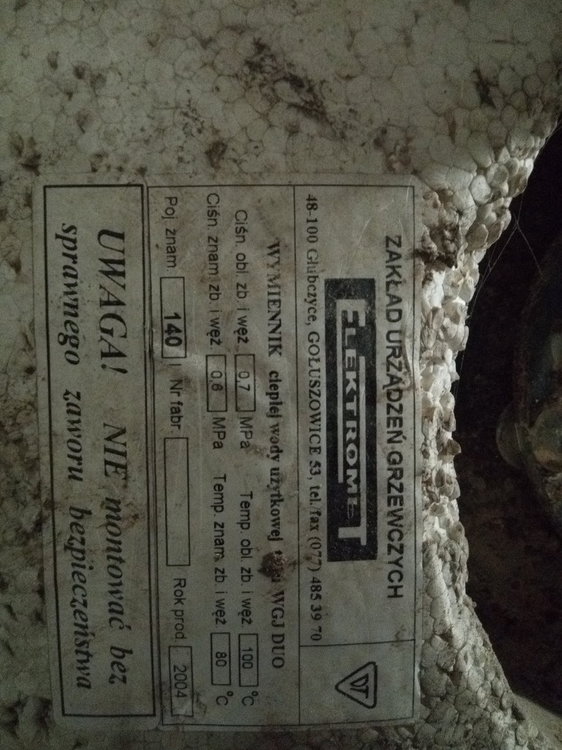 ZAKŁAD URZĄDZEŃ GRZEWCZYCH
ELEKTROMET
48-100 Głubczyce, GOŁUSZOWICE 53, tel./fax (077) 485 39 70
DT
WYMIENNIK ciepłej wody użytkowej WGJ DUO
Ciśn. obl. zb i węż 0,7 MPa Temp obl. zb i węż 100 °C
Ciśn. znam zb i węż 0,6 MPa Temp. znam. zb i węż 80 °C
Poj. znam. 140 l Nr fabr. Rok prod. 2004
UWAGA! NIE montować bez
sprawnego zaworu bezpieczeństwa